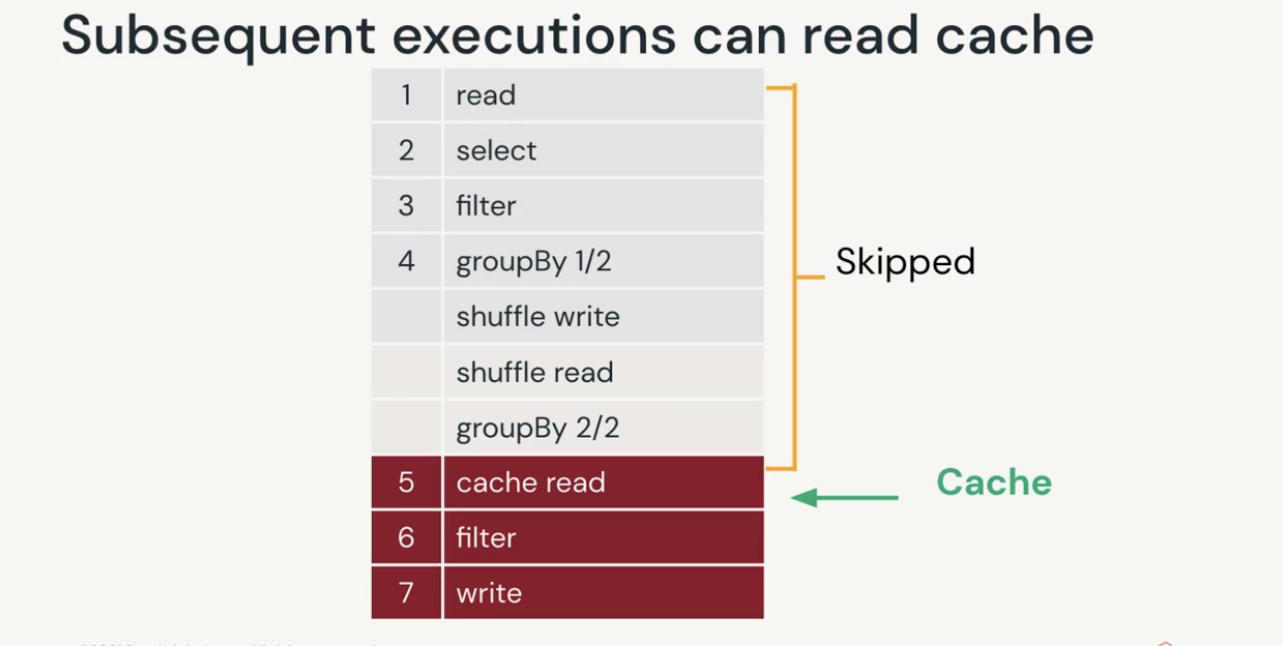 Subsequent executions can read cache
1 read
2 select
3 filter
4 groupBy 1/2
shuffle write
shuffle read
groupBy 2/2
5 cache read
6 filter
7 write
Skipped
Cache